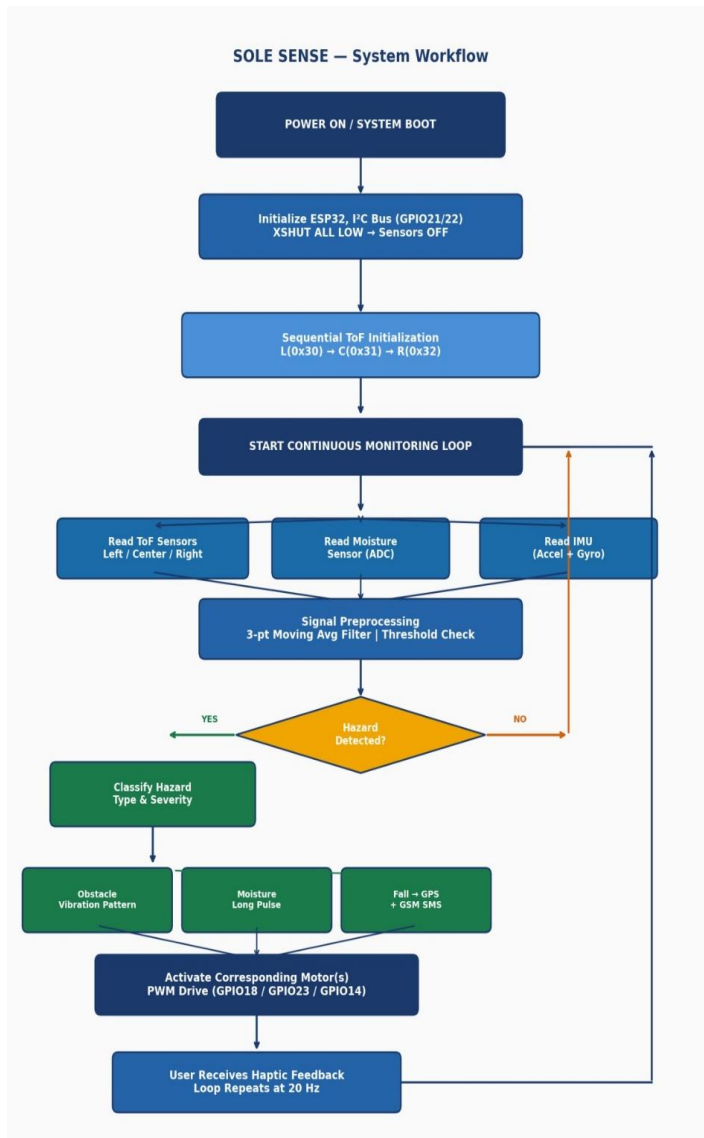 SOLE SENSE — System Workflow
POWER ON / SYSTEM BOOT
Initialize ESP32, I²C Bus (GPIO21/22)
XSHUT ALL LOW → Sensors OFF
Sequential ToF Initialization
L(0x30) → C(0x31) → R(0x32)
START CONTINUOUS MONITORING LOOP
Read ToF Sensors
Left / Center / Right
Read Moisture
Sensor (ADC)
Read IMU
(Accel + Gyro)
Signal Preprocessing
3-pt Moving Avg Filter | Threshold Check
YES
Hazard
Detected?
NO
Classify Hazard
Type & Severity
Obstacle
Vibration Pattern
Moisture
Long Pulse
Fall → GPS
+ GSM SMS
Activate Corresponding Motor(s)
PWM Drive (GPIO18 / GPIO23 / GPIO14)
User Receives Haptic Feedback
Loop Repeats at 20 Hz